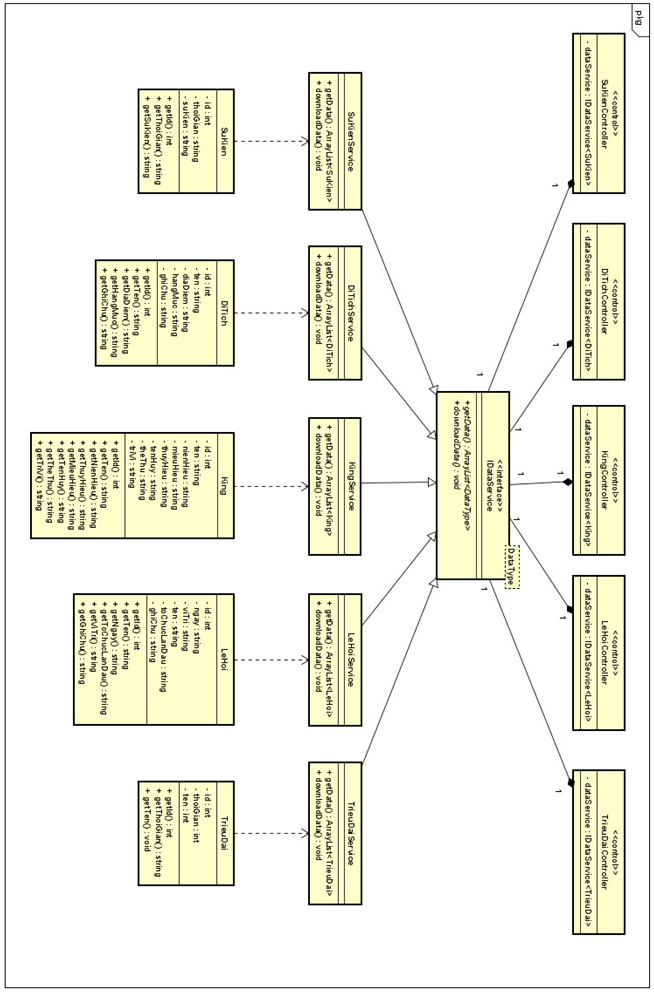 pkg
<<control>>
SuKienController
- dataService : IDataService<SuKien>
<<control>>
DiTichController
- dataService : IDataService<DiTich>
<<control>>
KingController
- dataService : IDataService<King>
<<control>>
LeHoiController
- dataService : IDataService<LeHoi>
<<control>>
TrieuDaiController
- dataService : IDataService<TrieuDai>
1
1
1
1
1
1
1
1
1
1
DataType
<<interface>>
IDataService
+ getData() : ArrayList<DataType>
+ downloadData() : void
SuKienService
+ getData() : ArrayList<SuKien>
+ downloadData() : void
DiTichService
+ getData() : ArrayList<DiTich>
+ downloadData() : void
KingService
+ getData() : ArrayList<King>
+ downloadData() : void
LeHoiService
+ getData() : ArrayList<LeHoi>
+ downloadData() : void
TrieuDaiService
+ getData() : ArrayList<TrieuDai>
+ downloadData() : void
SuKien
- id : int
- thoiGian : string
- suKien : string
+ getId() : int
+ getThoiGian() : string
+ getSuKien() : string
DiTich
- id : int
- ten : string
- diaDiem : string
- hangMuc : string
- ghiChu : string
+ getId() : int
+ getTen() : string
+ getDiaDiem() : string
+ getHangMuc() : string
+ getGhiChu() : string
King
- id : int
- ten : string
- nienHieu : string
- mieuHieu : string
- thuyHieu : string
- tenHuy : string
- theThu : string
- triVi : string
+ getId() : int
+ getTen() : string
+ getNienHieu() : string
+ getThuyHieu() : string
+ getMieuHieu() : string
+ getTenHuy() : string
+ getTheThu() : string
+ getTriVi() : string
LeHoi
- id : int
- ngay : string
- viTri : string
- ten : string
- toChucLanDau : string
- ghiChu : string
+ getId() : int
+ getTen() : string
+ getNgay() : string
+ getToChucLanDau() : string
+ getViTri() : string
+ getGhiChu() : string
TrieuDai
- id : int
- thoiGian : int
- ten : int
+ getId() : int
+ getThoiGian() : string
+ getTen() : void